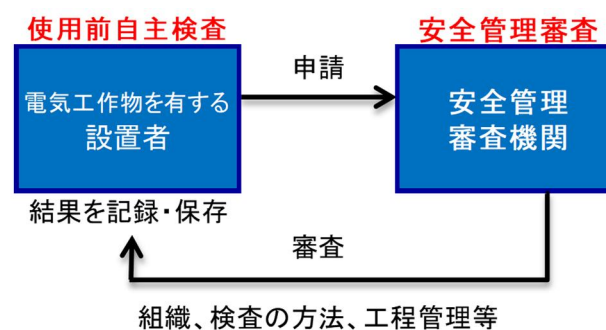 使用前自主検査
安全管理審査
電気工作物を有する
設置者
申請
安全管理
審査機関
結果を記録・保存
審査
組織、検査の方法、工程管理等